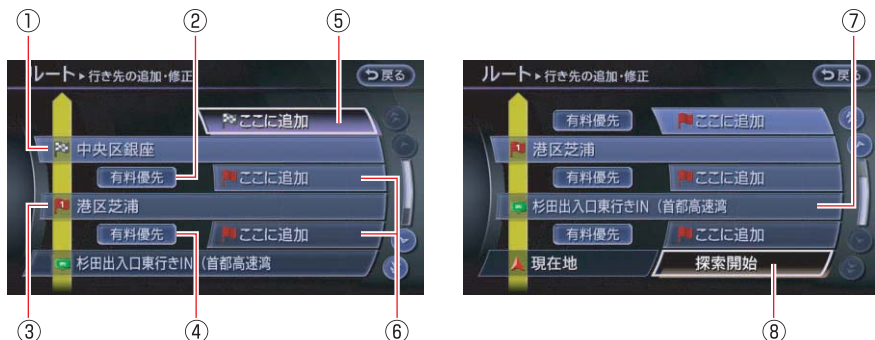 ① ② ⑤
ルート▸行き先の追加・修正 戻る
ここに追加
中央区銀座
有料優先 ここに追加
1 港区芝浦
有料優先 ここに追加
杉田出入口東行きIN（首都高速湾
③ ④ ⑥
⑦
ルート▸行き先の追加・修正 戻る
有料優先 ここに追加
1 港区芝浦
有料優先 ここに追加
杉田出入口東行きIN（首都高速湾
有料優先 ここに追加
現在地 探索開始
⑧